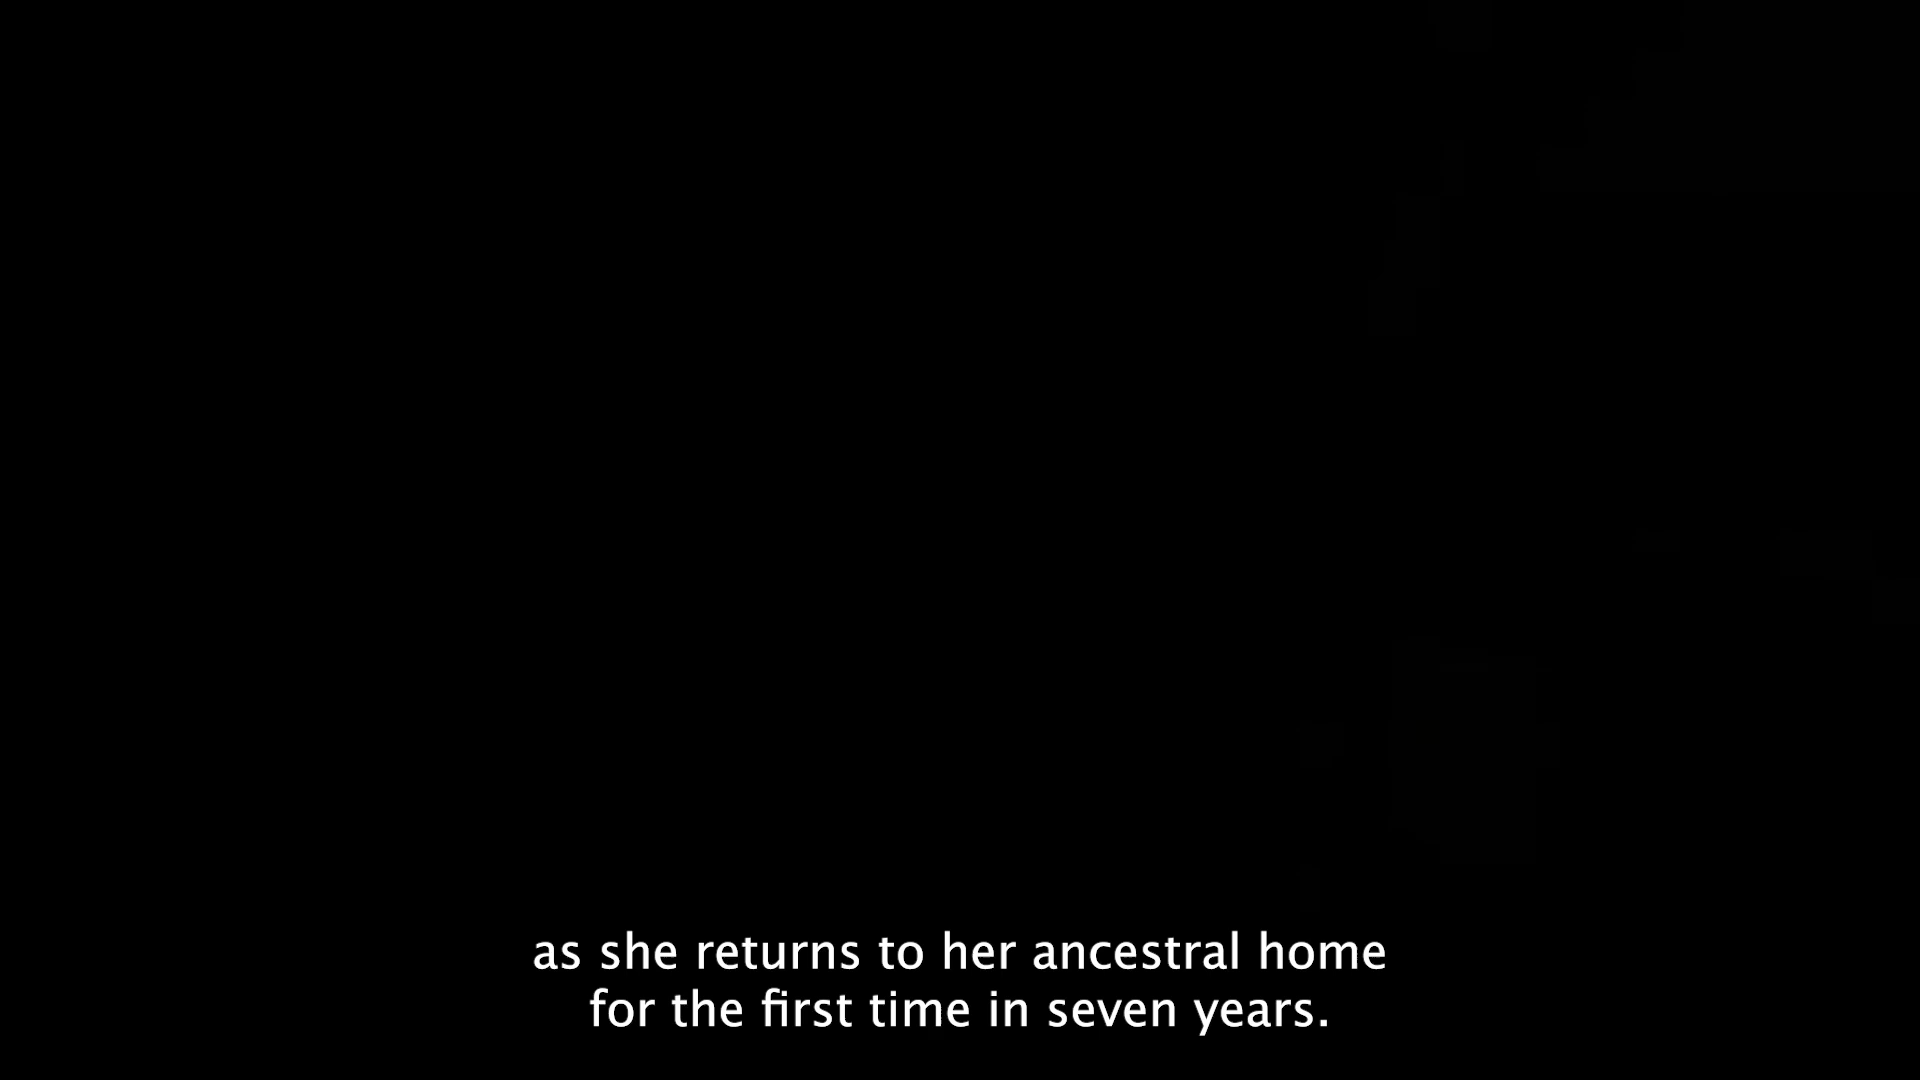 as she returns to her ancestral home
for the first time in seven years.